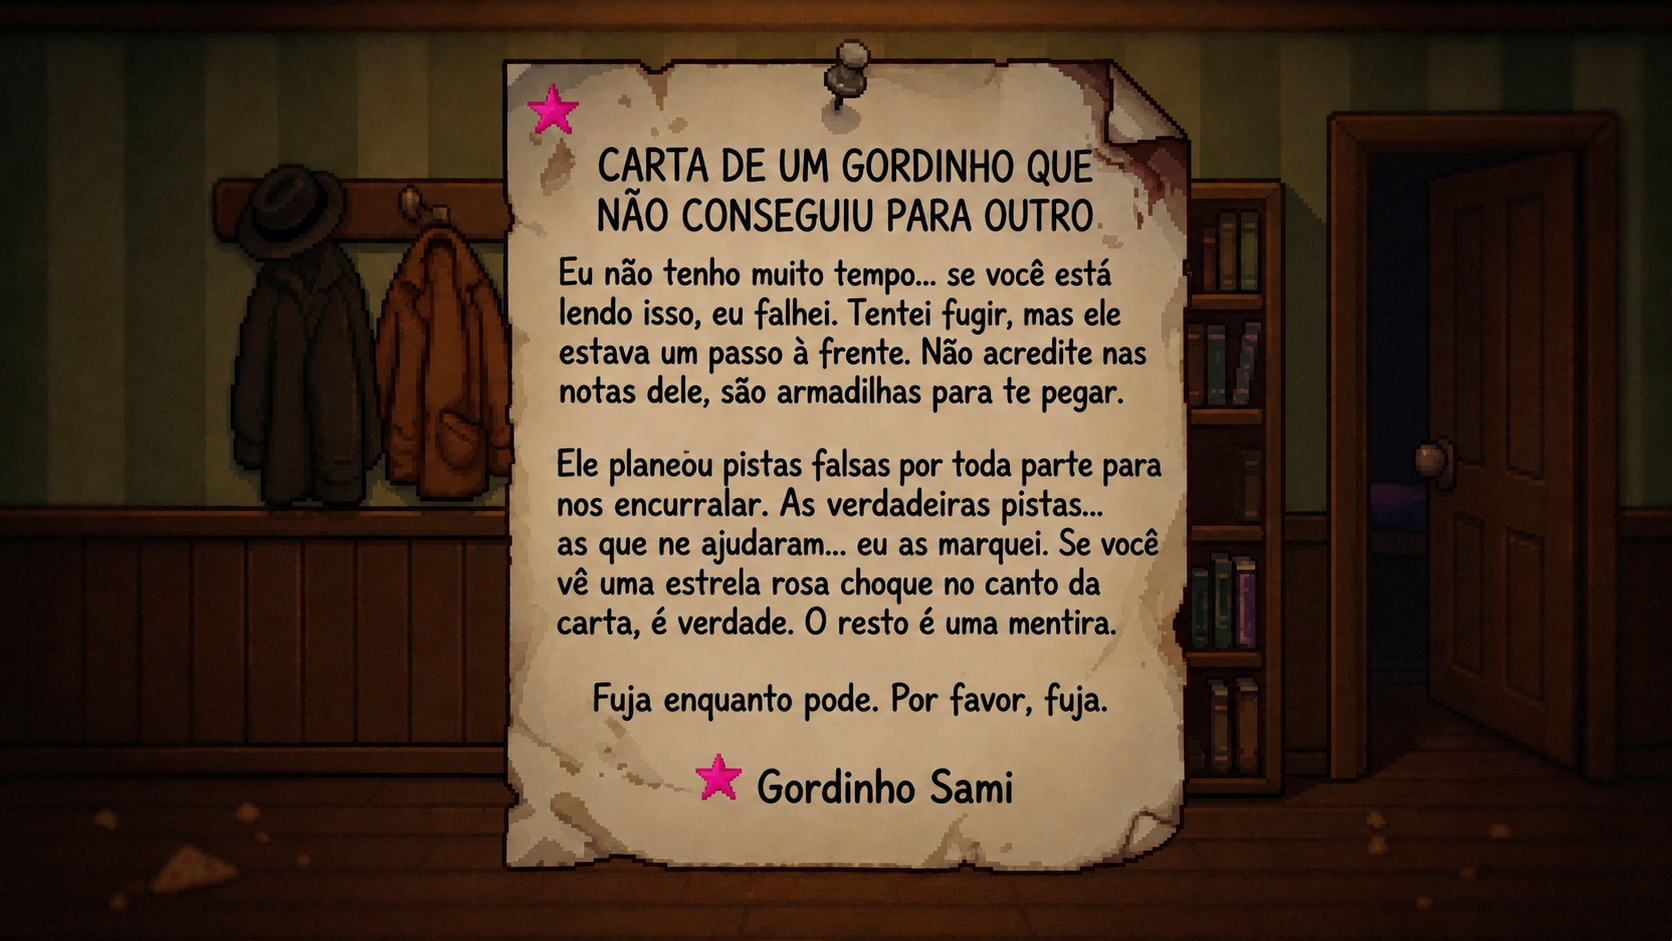 CARTA DE UM GORDINHO QUE
NÃO CONSEGUIU PARA OUTRO
Eu não tenho muito tempo... se você está
lendo isso, eu falhei. Tentei fugir, mas ele
estava um passo à frente. Não acredite nas
notas dele, são armadilhas para te pegar.
Ele planeou pistas falsas por toda parte para
nos encurralar. As verdadeiras pistas...
as que ne ajudaram... eu as marquei. Se você
vê uma estrela rosa choque no canto da
carta, é verdade. O resto é uma mentira.
Fuja enquanto pode. Por favor, fuja.
Gordinho Sami